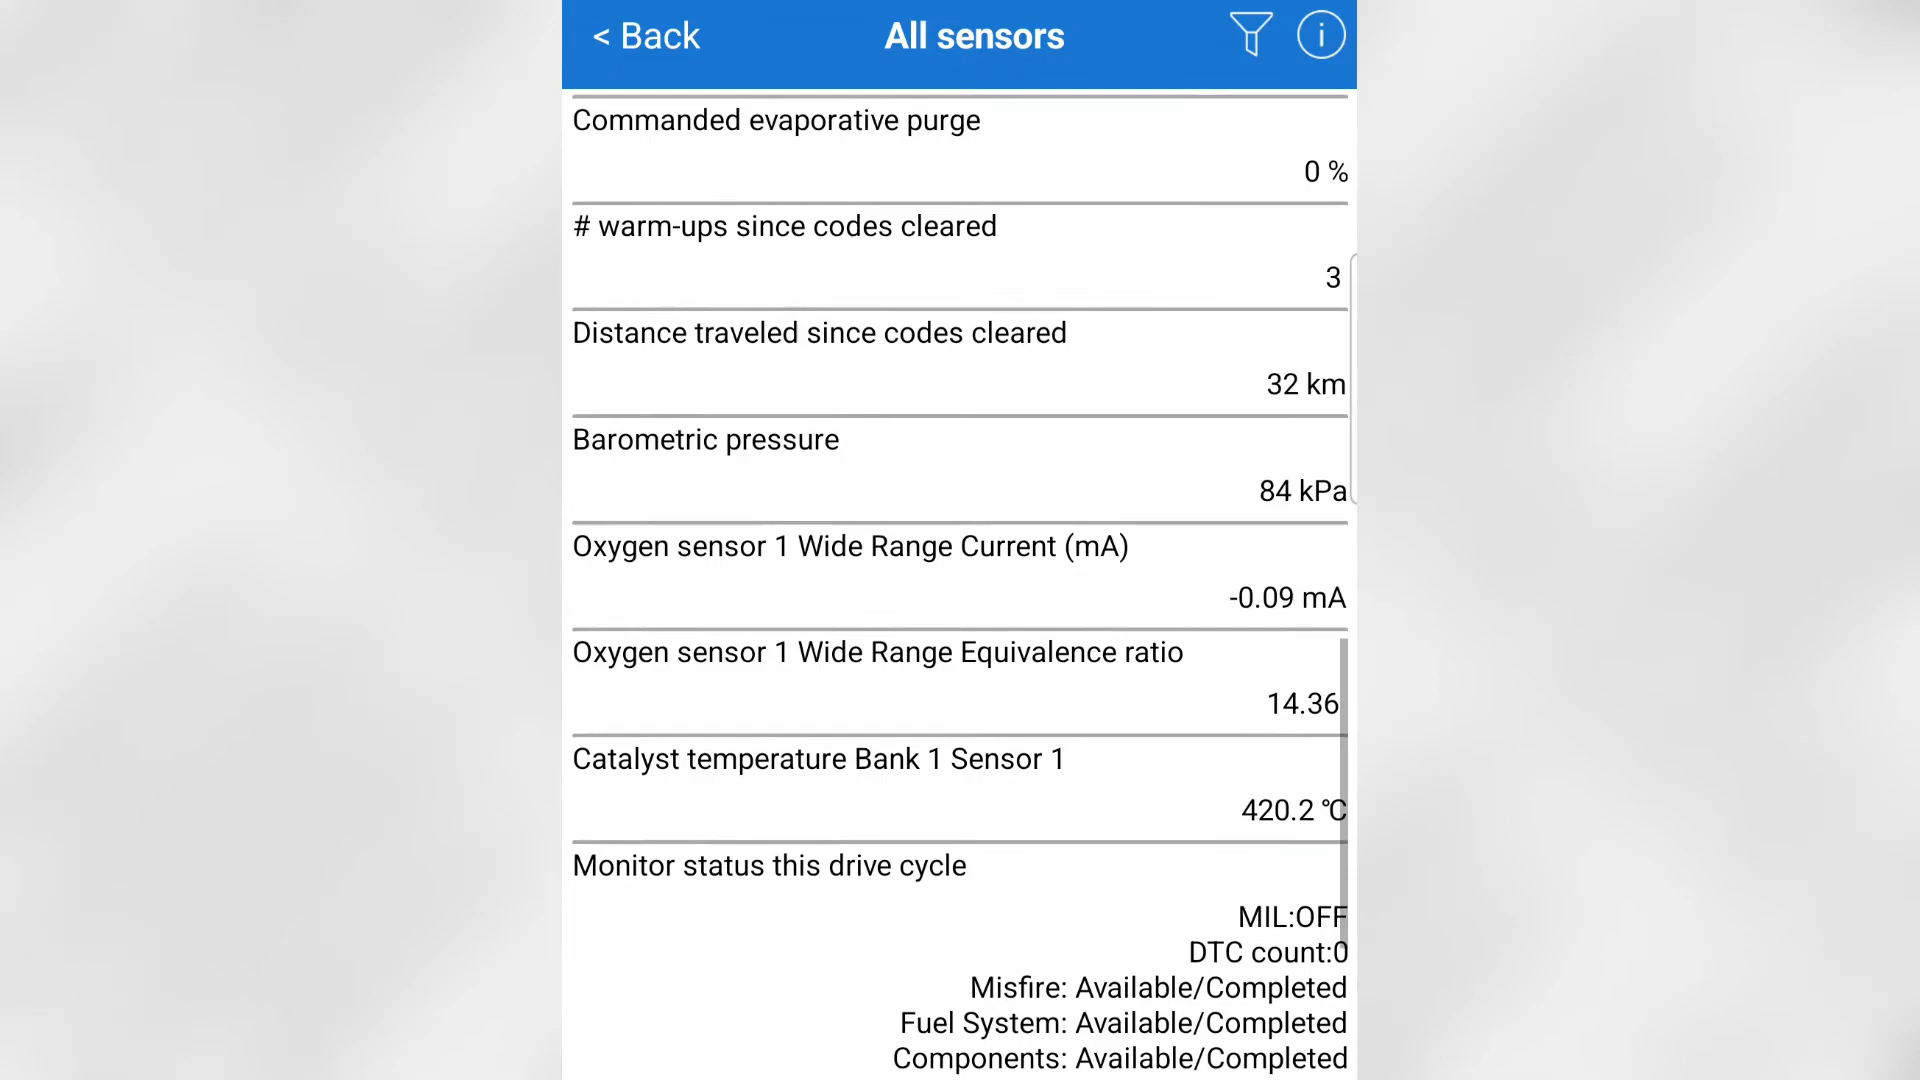 < Back
All sensors
Commanded evaporative purge
0 %
# warm-ups since codes cleared
3
Distance traveled since codes cleared
32 km
Barometric pressure
84 kPa
Oxygen sensor 1 Wide Range Current (mA)
-0.09 mA
Oxygen sensor 1 Wide Range Equivalence ratio
14.36
Catalyst temperature Bank 1 Sensor 1
420.2 °C
Monitor status this drive cycle
MIL:OFF
DTC count:0
Misfire: Available/Completed
Fuel System: Available/Completed
Components: Available/Completed